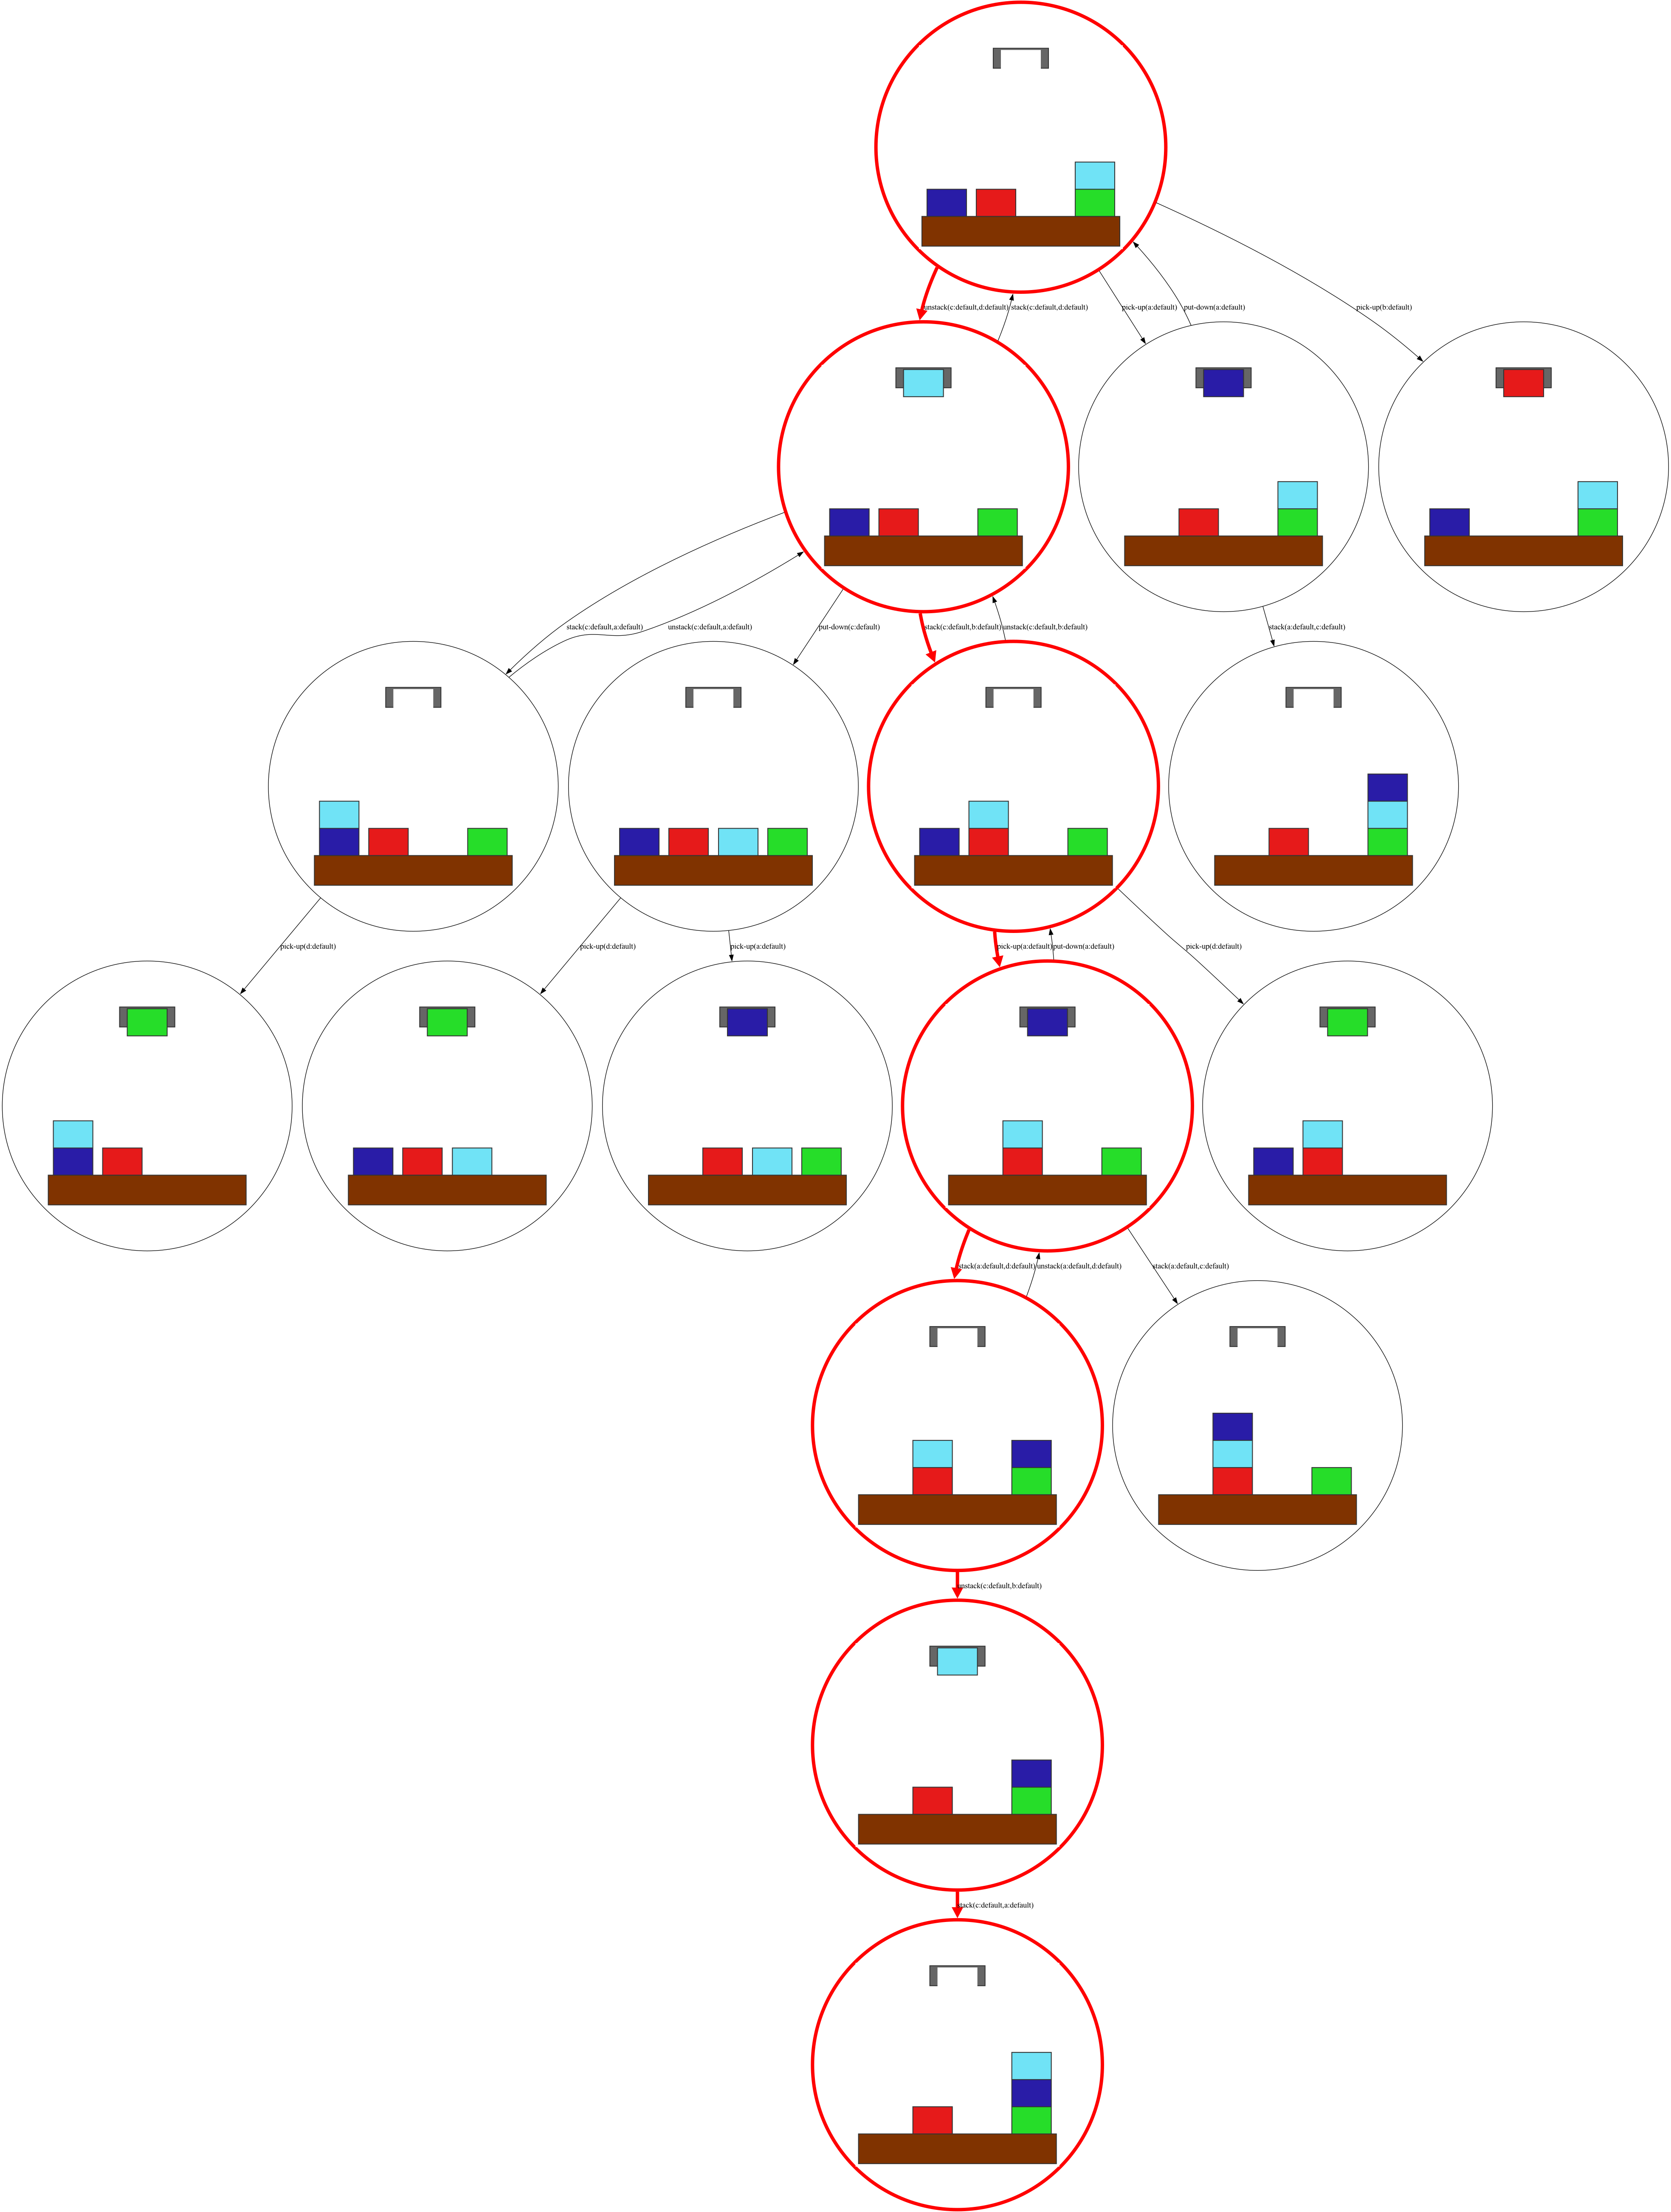 unstack(c:default,d:default)
stack(c:default,d:default)
pick-up(a:default)
put-down(a:default)
pick-up(b:default)
stack(c:default,a:default)
unstack(c:default,a:default)
put-down(c:default)
stack(c:default,b:default)
unstack(c:default,b:default)
stack(a:default,c:default)
pick-up(d:default)
pick-up(d:default)
pick-up(a:default)
pick-up(a:default)
put-down(a:default)
pick-up(d:default)
stack(a:default,d:default)
unstack(a:default,d:default)
stack(a:default,c:default)
unstack(c:default,b:default)
stack(c:default,a:default)